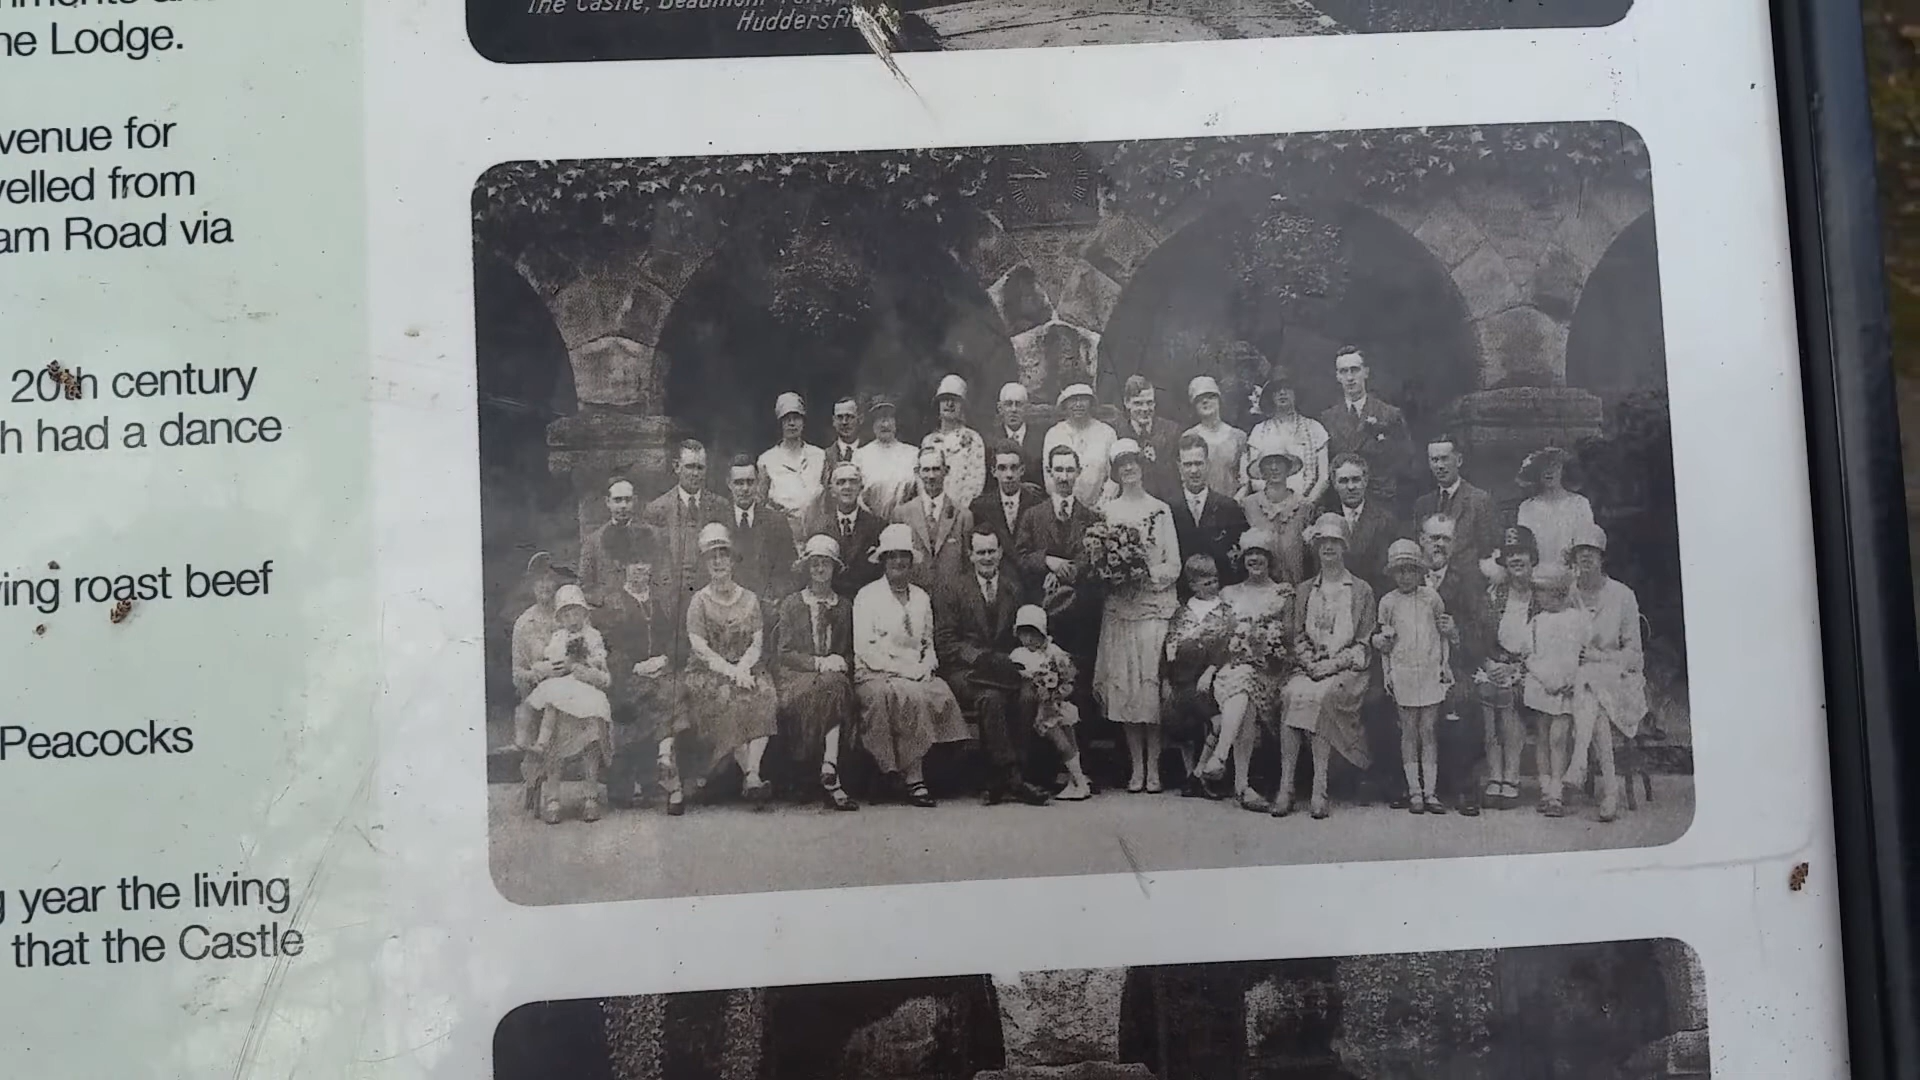 he Lodge.
venue for
velled from
am Road via
20th century
h had a dance
ing roast beef
Peacocks
year the living
that the Castle
The Castle, Beaumont
Huddersfi